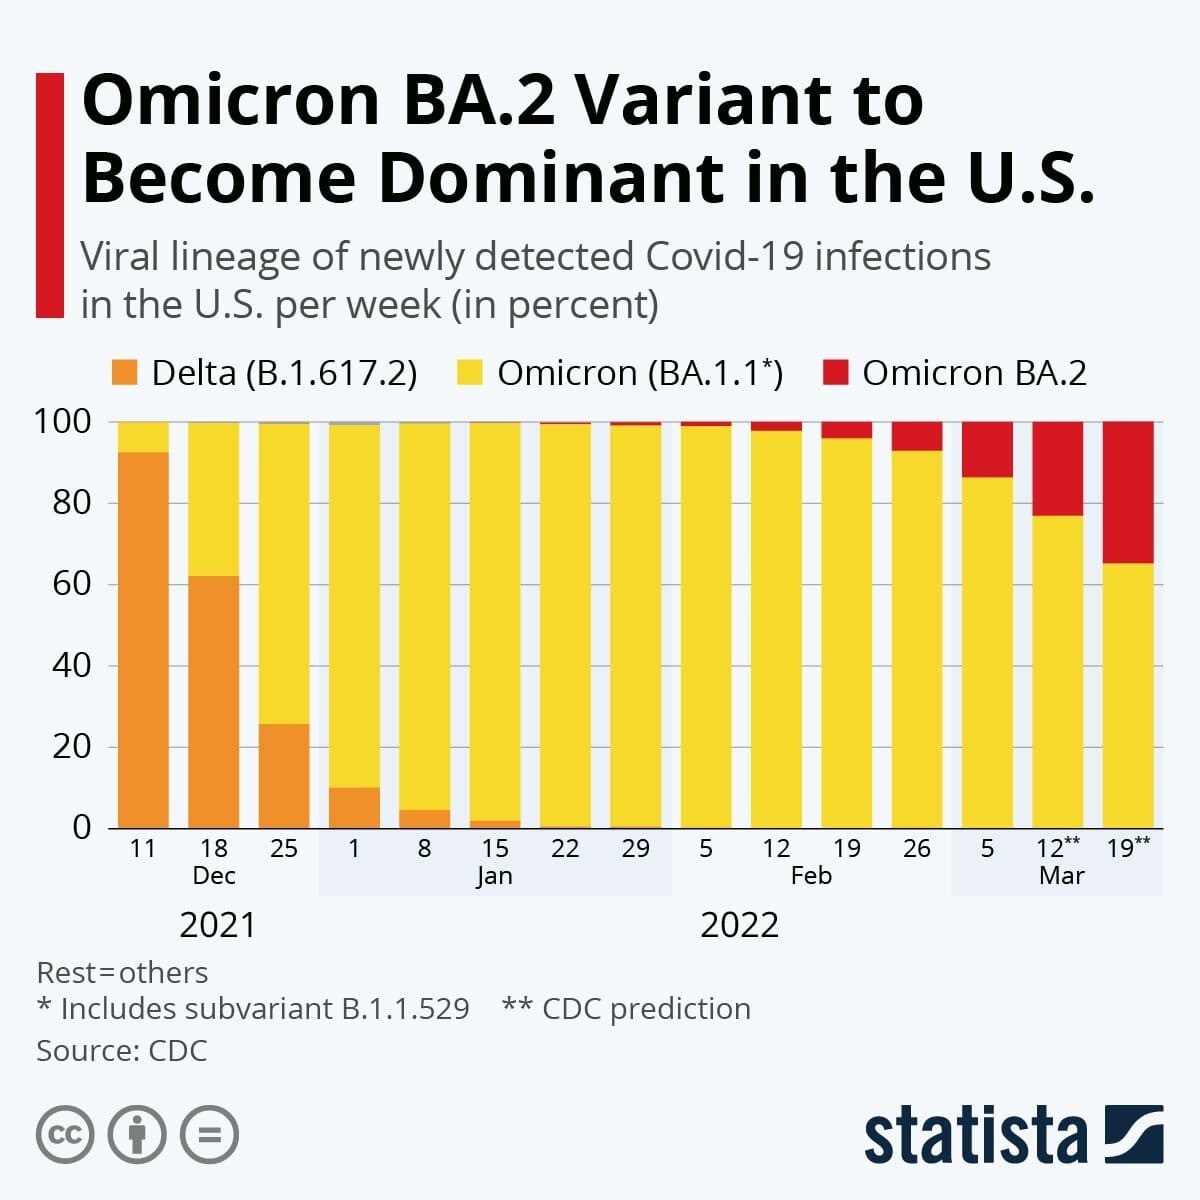 Omicron BA.2 Variant to
Become Dominant in the U.S.
Viral lineage of newly detected Covid-19 infections
in the U.S. per week (in percent)
Delta (B.1.617.2) Omicron (BA.1.1*) Omicron BA.2
100
80
60
40
20
0
11 18 25 1 8 15 22 29 5 12 19 26 5 12** 19**
Dec Jan Feb Mar
2021 2022
Rest=others
* Includes subvariant B.1.1.529 ** CDC prediction
Source: CDC
cc =
statista